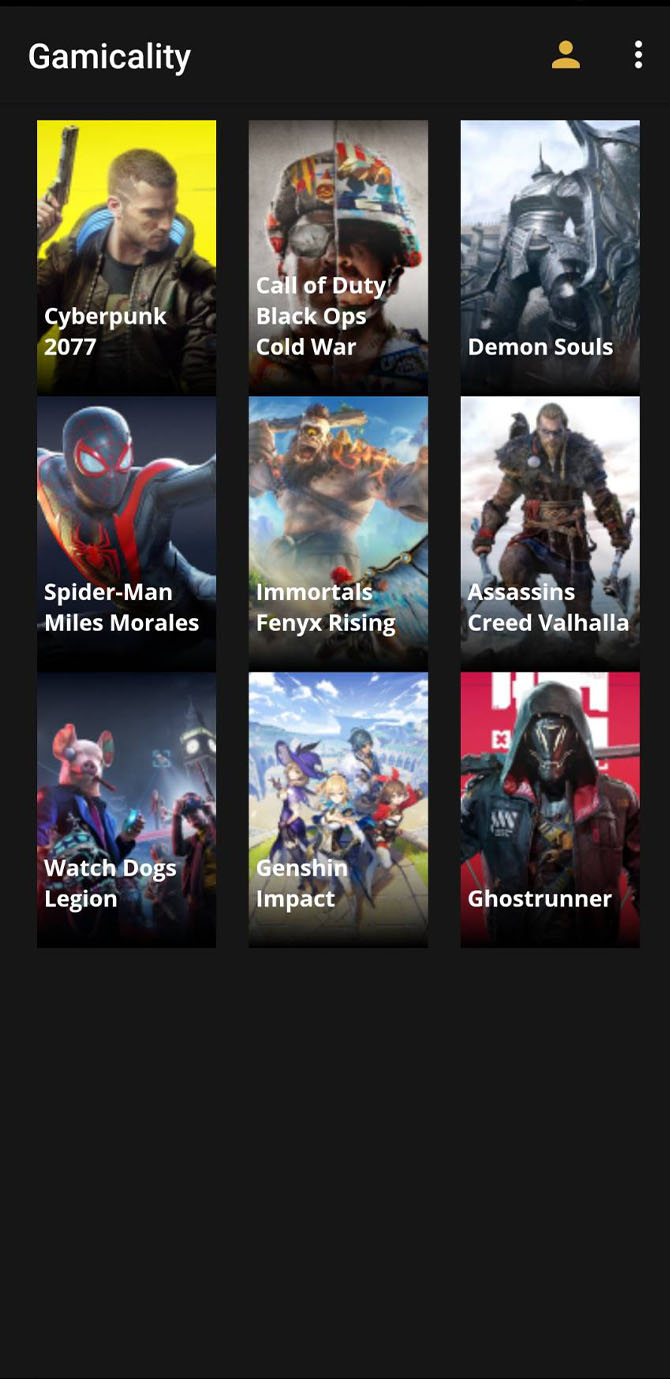 Gamicality
Cyberpunk
2077
Call of Duty
Black Ops
Cold War
Demon Souls
Spider-Man
Miles Morales
Immortals
Fenyx Rising
Assassins
Creed Valhalla
Watch Dogs
Legion
Genshin
Impact
Ghostrunner